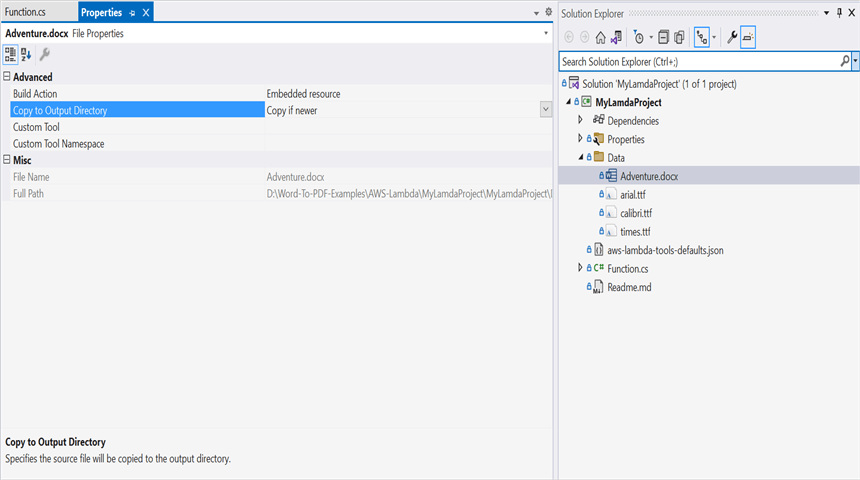 Function.cs
Properties
Adventure.docx File Properties
Advanced
Build Action Embedded resource
Copy to Output Directory Copy if newer
Custom Tool
Custom Tool Namespace
Misc
File Name Adventure.docx
Full Path D:\Word-To-PDF-Examples\AWS-Lambda\MyLamdaProject\MyLamdaProject\
Copy to Output Directory
Specifies the source file will be copied to the output directory.
Solution Explorer
Search Solution Explorer (Ctrl+;)
Solution 'MyLamdaProject' (1 of 1 project)
MyLamdaProject
Dependencies
Properties
Data
Adventure.docx
arial.ttf
calibri.ttf
times.ttf
aws-lambda-tools-defaults.json
C# Function.cs
Readme.md